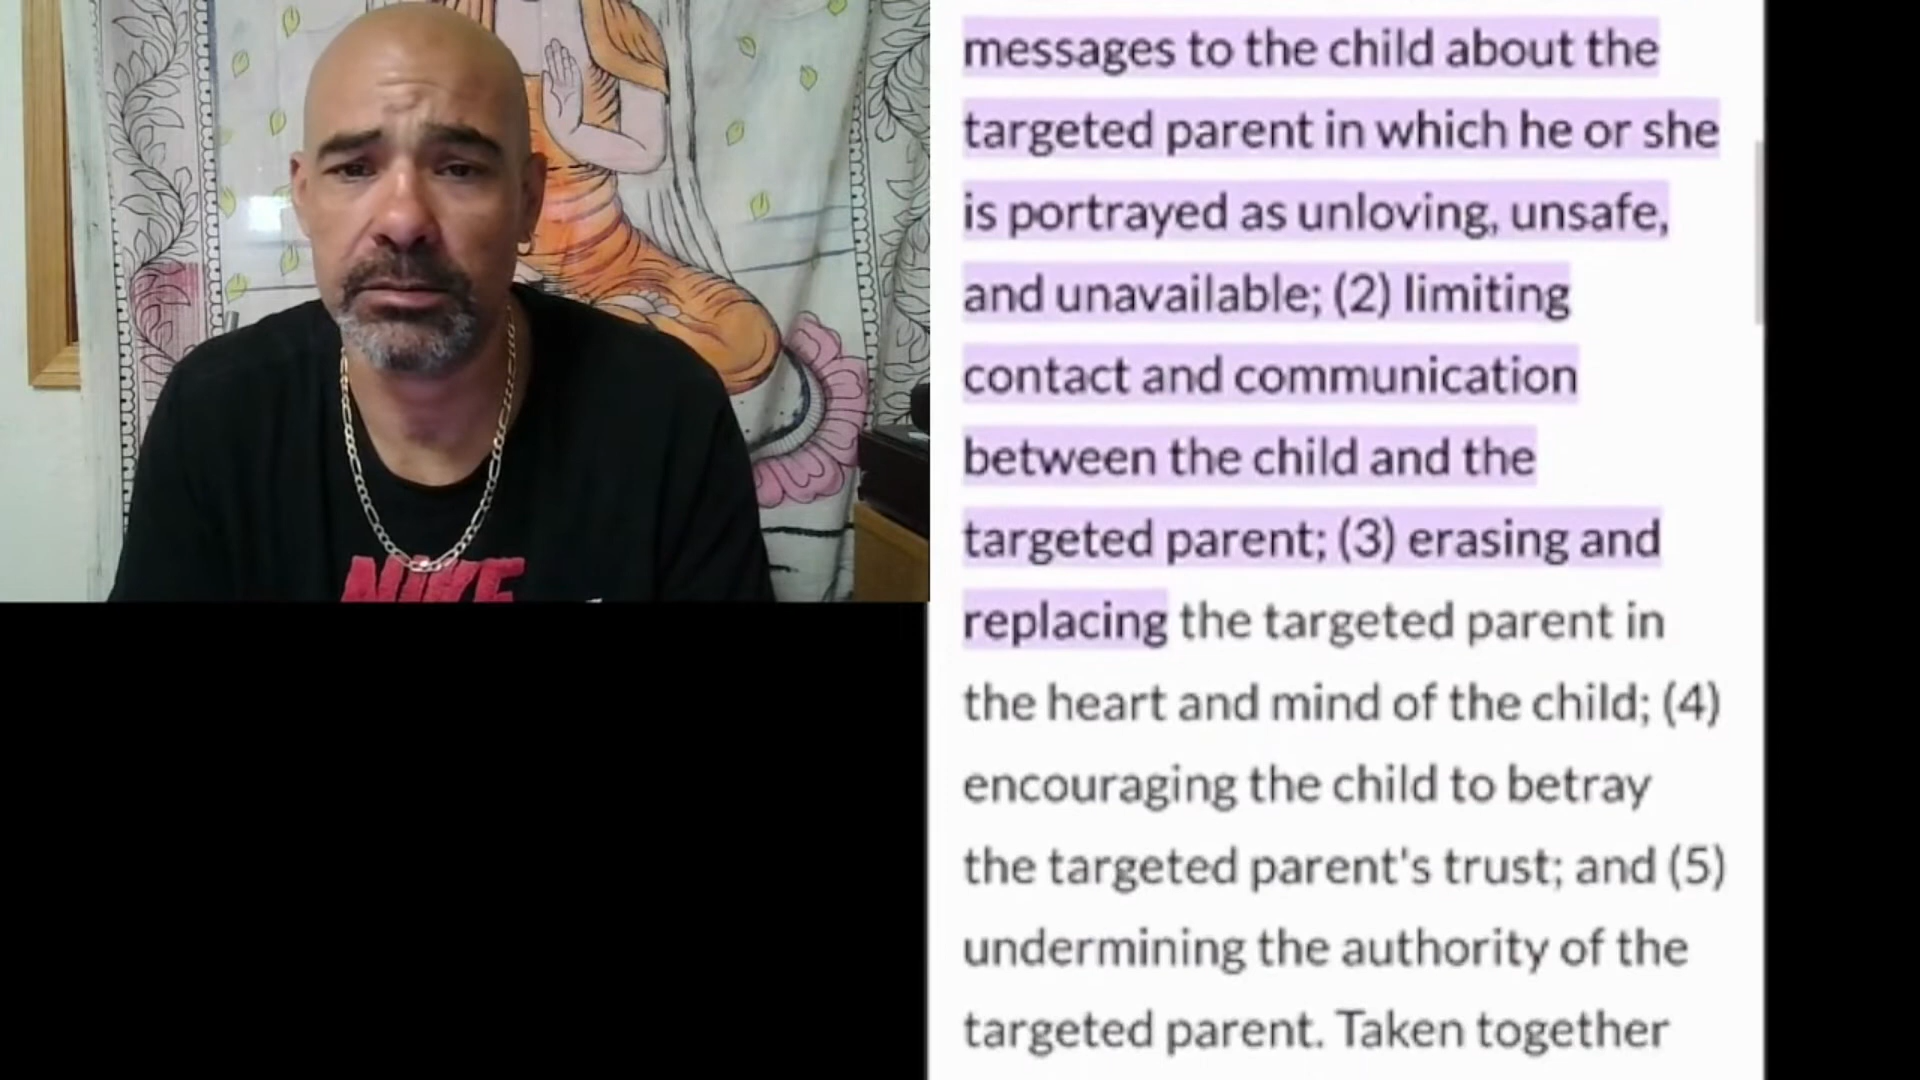 NIKE
messages to the child about the
targeted parent in which he or she
is portrayed as unloving, unsafe,
and unavailable; (2) limiting
contact and communication
between the child and the
targeted parent; (3) erasing and
replacing the targeted parent in
the heart and mind of the child; (4)
encouraging the child to betray
the targeted parent's trust; and (5)
undermining the authority of the
targeted parent. Taken together